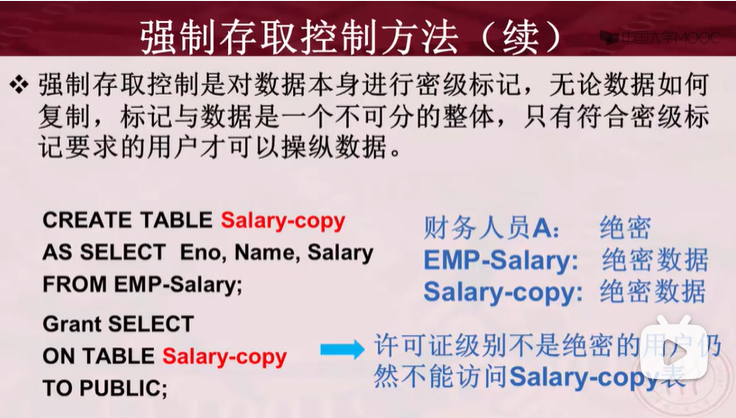 强制存取控制方法（续）
中国大学MOOC
❖ 强制存取控制是对数据本身进行密级标记，无论数据如何
复制，标记与数据是一个不可分的整体，只有符合密级标
记要求的用户才可以操纵数据。
CREATE TABLE Salary-copy
AS SELECT Eno, Name, Salary
FROM EMP-Salary;
Grant SELECT
ON TABLE Salary-copy
TO PUBLIC;
财务人员A： 绝密
EMP-Salary: 绝密数据
Salary-copy: 绝密数据
许可证级别不是绝密的用户仍
然不能访问Salary-copy表